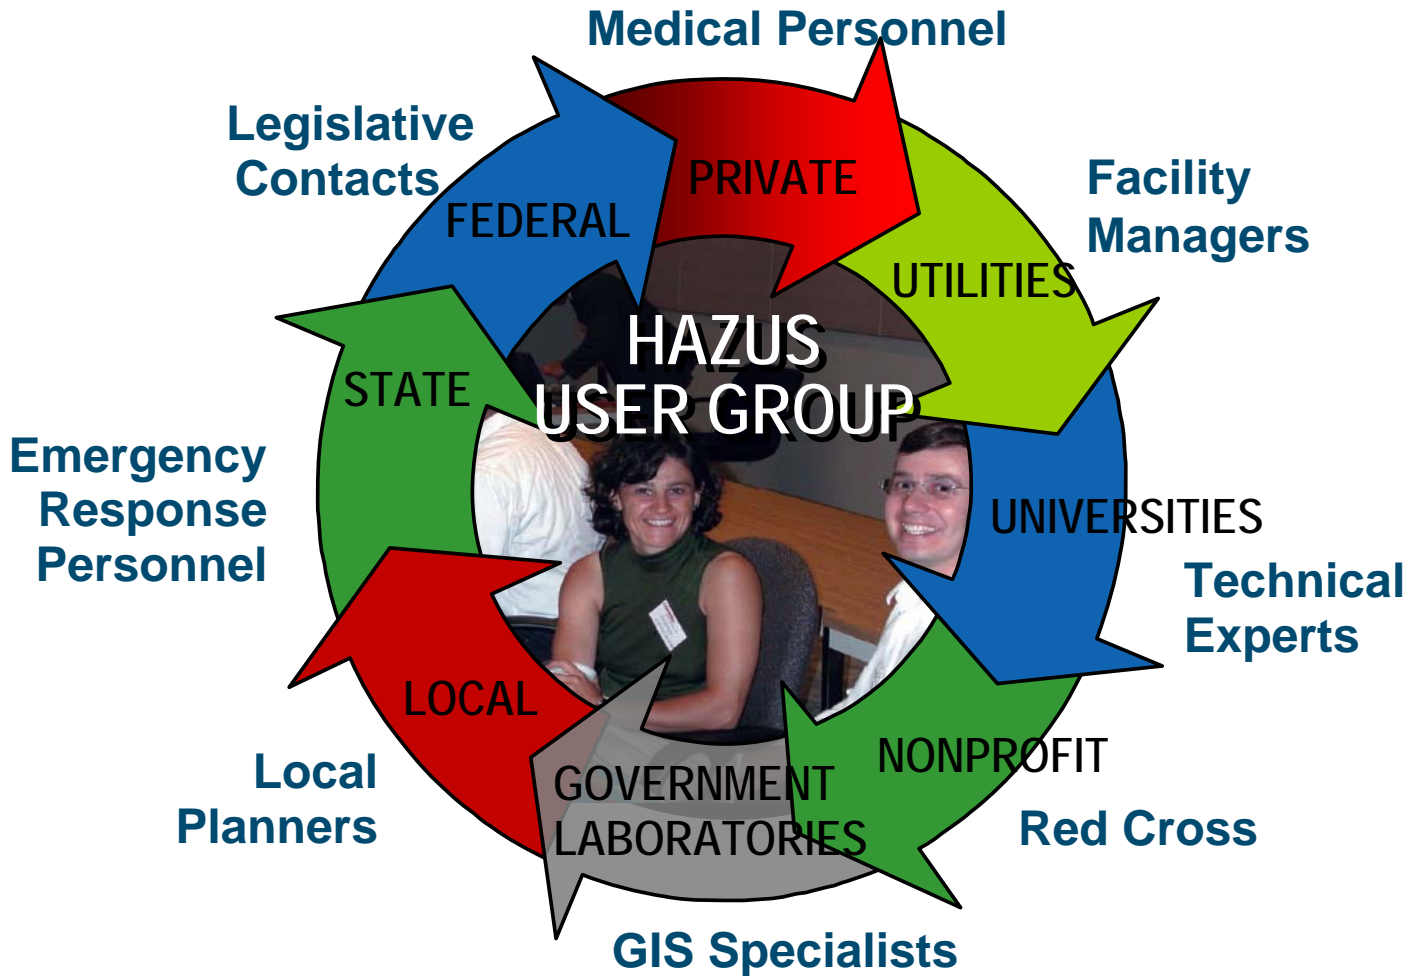 Medical Personnel
Legislative
Contacts
PRIVATE
Facility
Managers
FEDERAL
UTILITIES
HAZUS
USER GROUP
STATE
Emergency
Response
Personnel
UNIVERSITIES
Technical
Experts
LOCAL
NONPROFIT
Local
Planners
GOVERNMENT
LABORATORIES
Red Cross
GIS Specialists